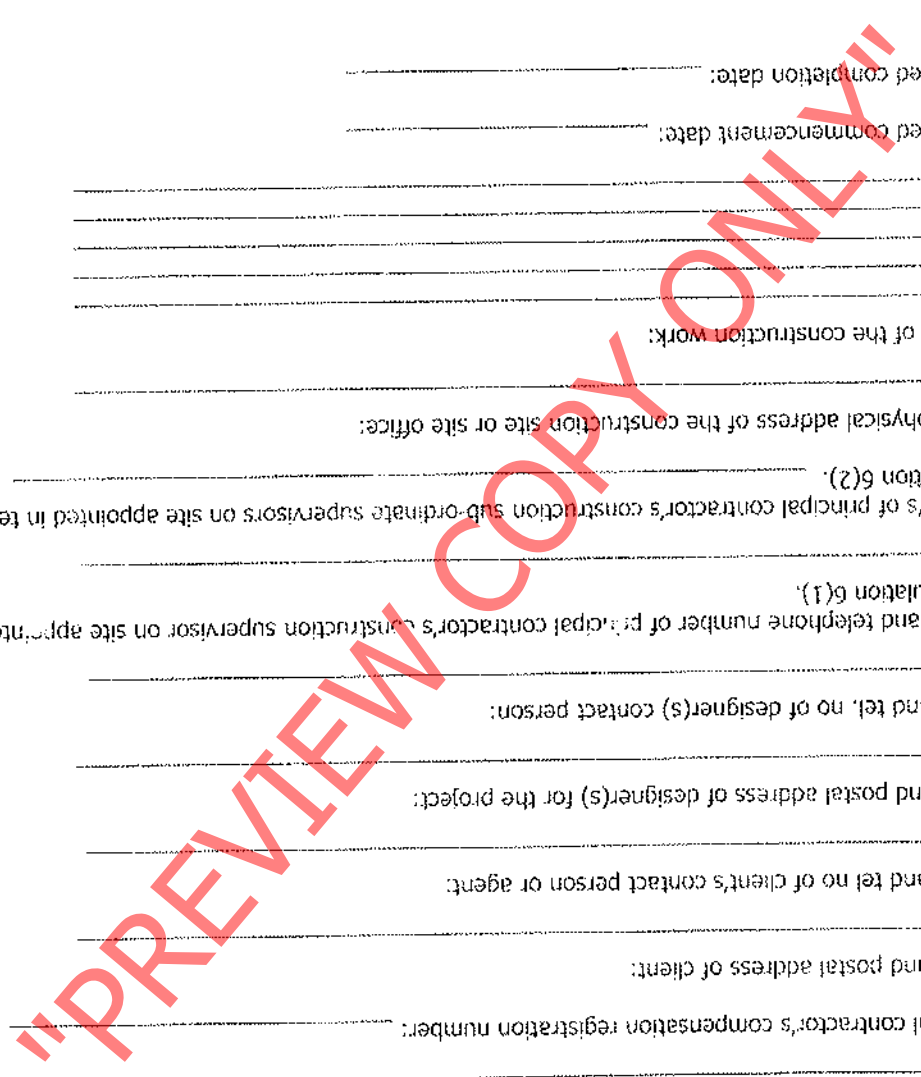 l contractor's compensation registration number:
nd postal address of client:
and tel no of client's contact person or agent:
nd postal address of designer(s) for the project:
nd tel. no of designer(s) contact person:
and telephone number of principal contractor's construction supervisor on site appointe
ulation 6(1).
's of principal contractor's construction sub-ordinate supervisors on site appointed in te
tion 6(2).
hysical address of the construction site or site office:
of the construction work:
ed commencement date:
ed completion date:
"PREVIEW COPY ONLY"